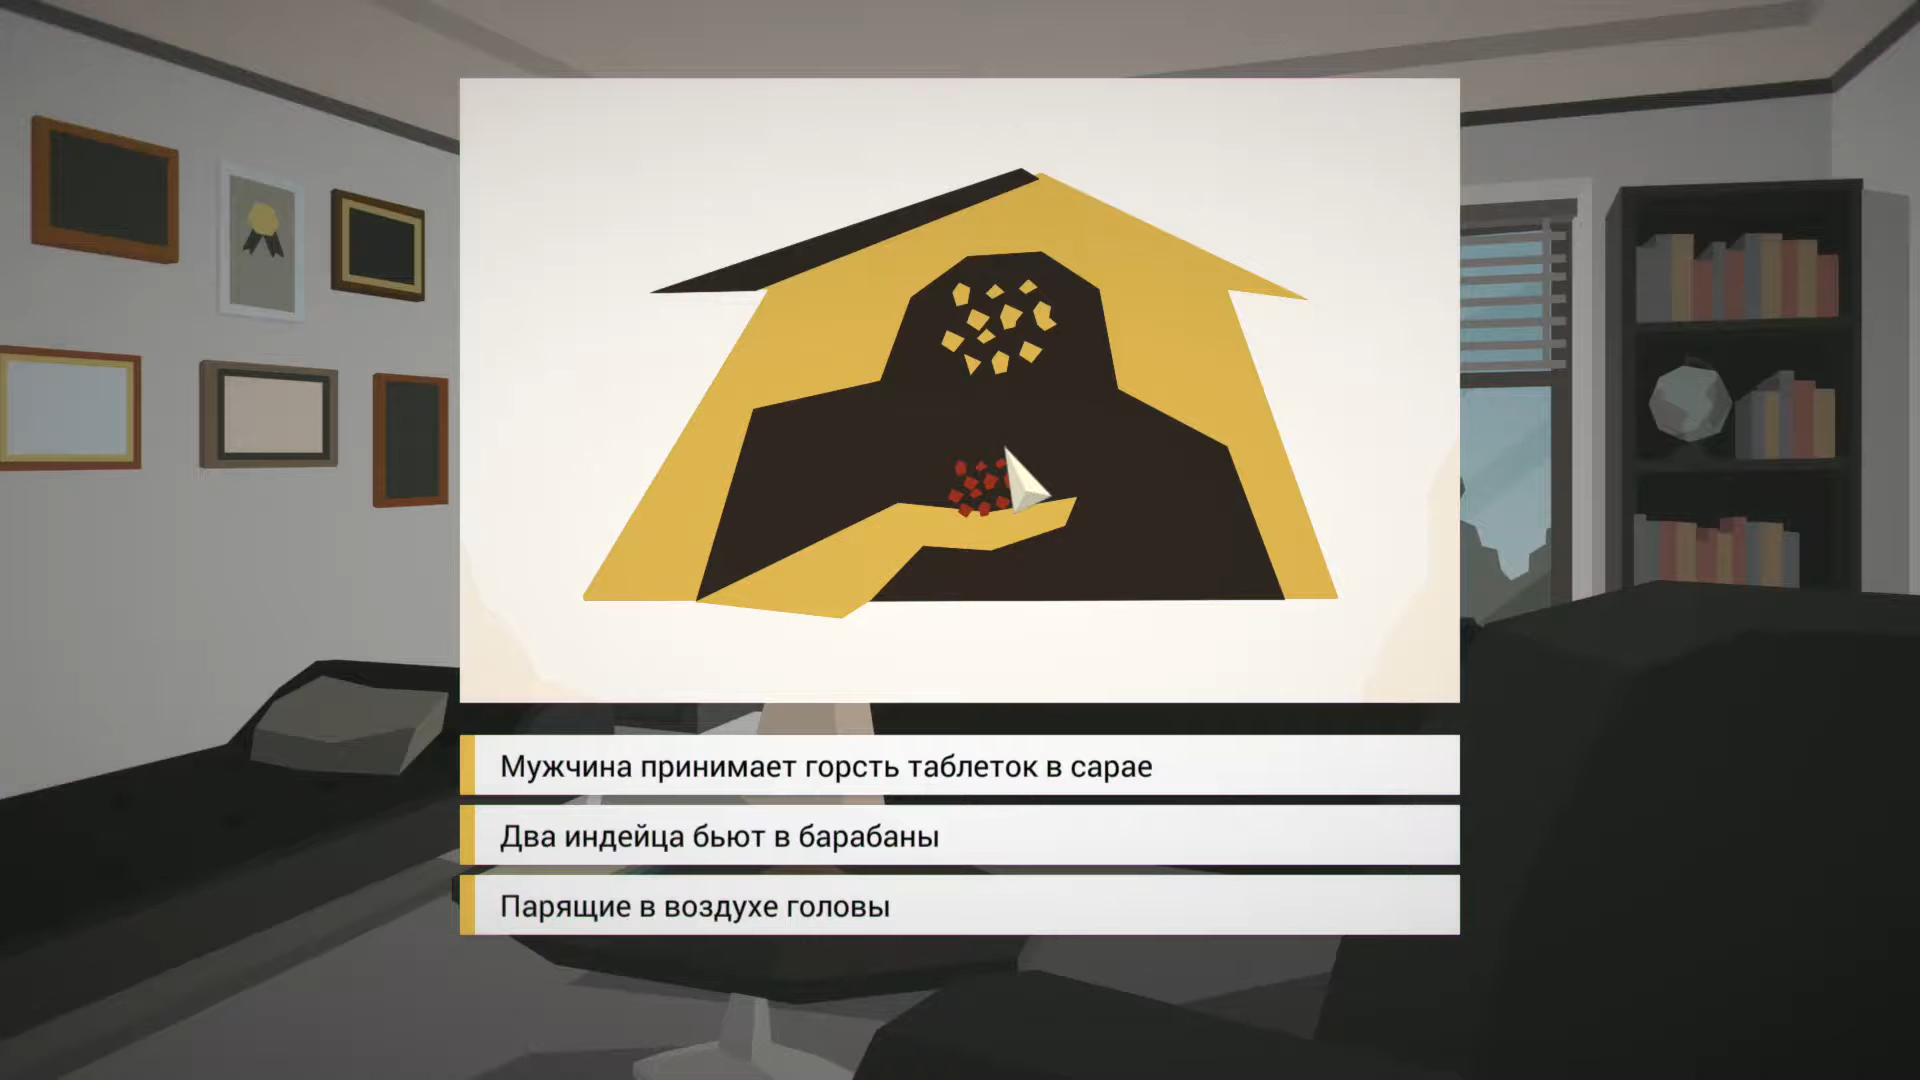 Мужчина принимает горсть таблеток в сарае
Два индейца бьют в барабаны
Парящие в воздухе головы